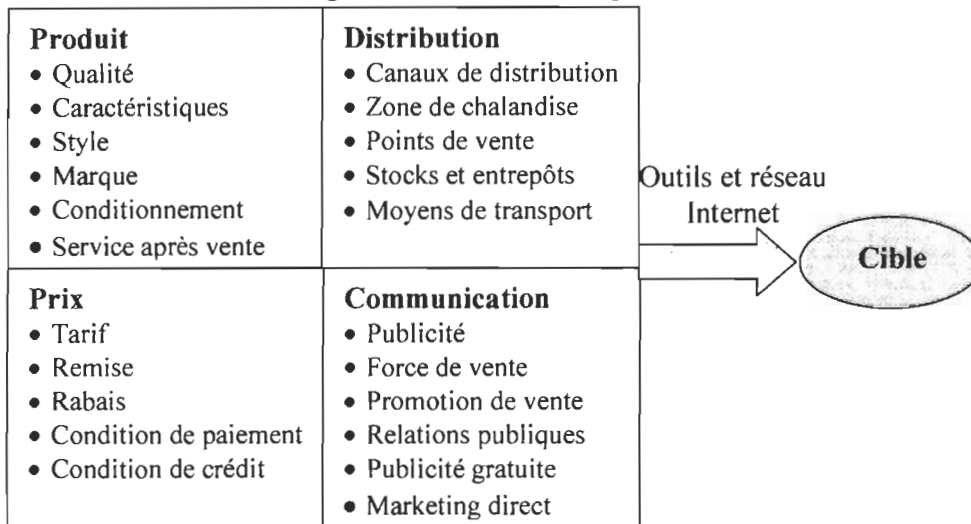 Produit
• Qualité
• Caractéristiques
• Style
• Marque
• Conditionnement
• Service après vente
Distribution
• Canaux de distribution
• Zone de chalandise
• Points de vente
• Stocks et entrepôts
• Moyens de transport
Prix
• Tarif
• Remise
• Rabais
• Condition de paiement
• Condition de crédit
Communication
• Publicité
• Force de vente
• Promotion de vente
• Relations publiques
• Publicité gratuite
• Marketing direct
Outils et réseau
Internet
Cible